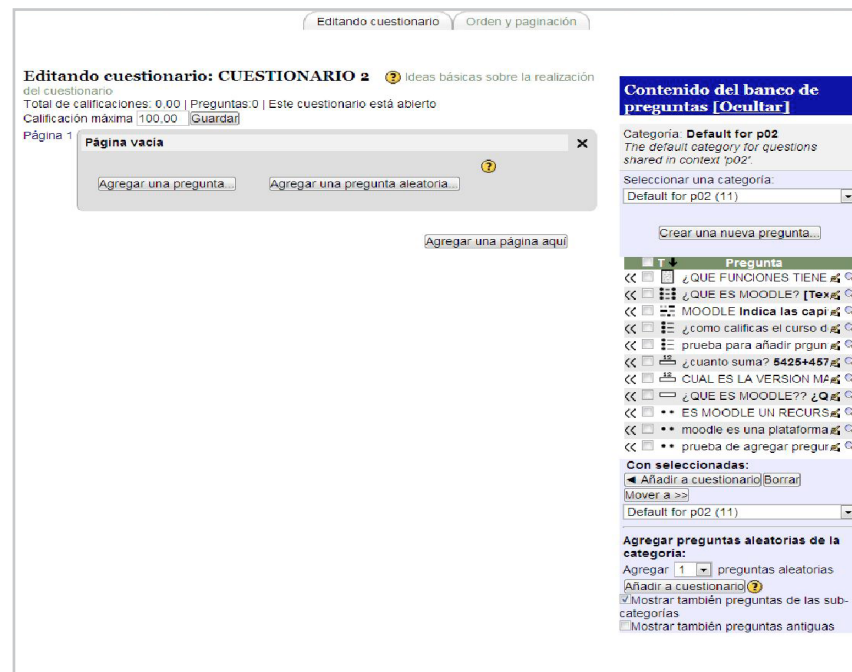 Editando cuestionario Orden y paginación
Editando cuestionario: CUESTIONARIO 2 Ideas básicas sobre la realización
del cuestionario
Total de calificaciones: 0,00 | Preguntas:0 | Este cuestionario está abierto
Calificación máxima 100,00 Guardar
Página 1
Página vacía
Agregar una pregunta... Agregar una pregunta aleatoria...
Agregar una página aquí
Contenido del banco de
preguntas [Ocultar]
Categoría: Default for p02
The default category for questions
shared in context 'p02'.
Seleccionar una categoría:
Default for p02 (11)
Crear una nueva pregunta...
T Pregunta
¿QUE FUNCIONES TIENE
¿QUE ES MOODLE? [Tex
MOODLE Indica las capi
¿como calificas el curso d
prueba para añadir prgun
¿cuanto suma? 5425+457
CUAL ES LA VERSION MA
¿QUE ES MOODLE?? ¿Q
ES MOODLE UN RECURS
moodle es una plataforma
prueba de agregar pregur
Con seleccionadas:
◄ Añadir a cuestionario Borrar
Mover a >>
Default for p02 (11)
Agregar preguntas aleatorias de la
categoría:
Agregar 1 preguntas aleatorias
Añadir a cuestionario
Mostrar también preguntas de las sub-
categorías
Mostrar también preguntas antiguas